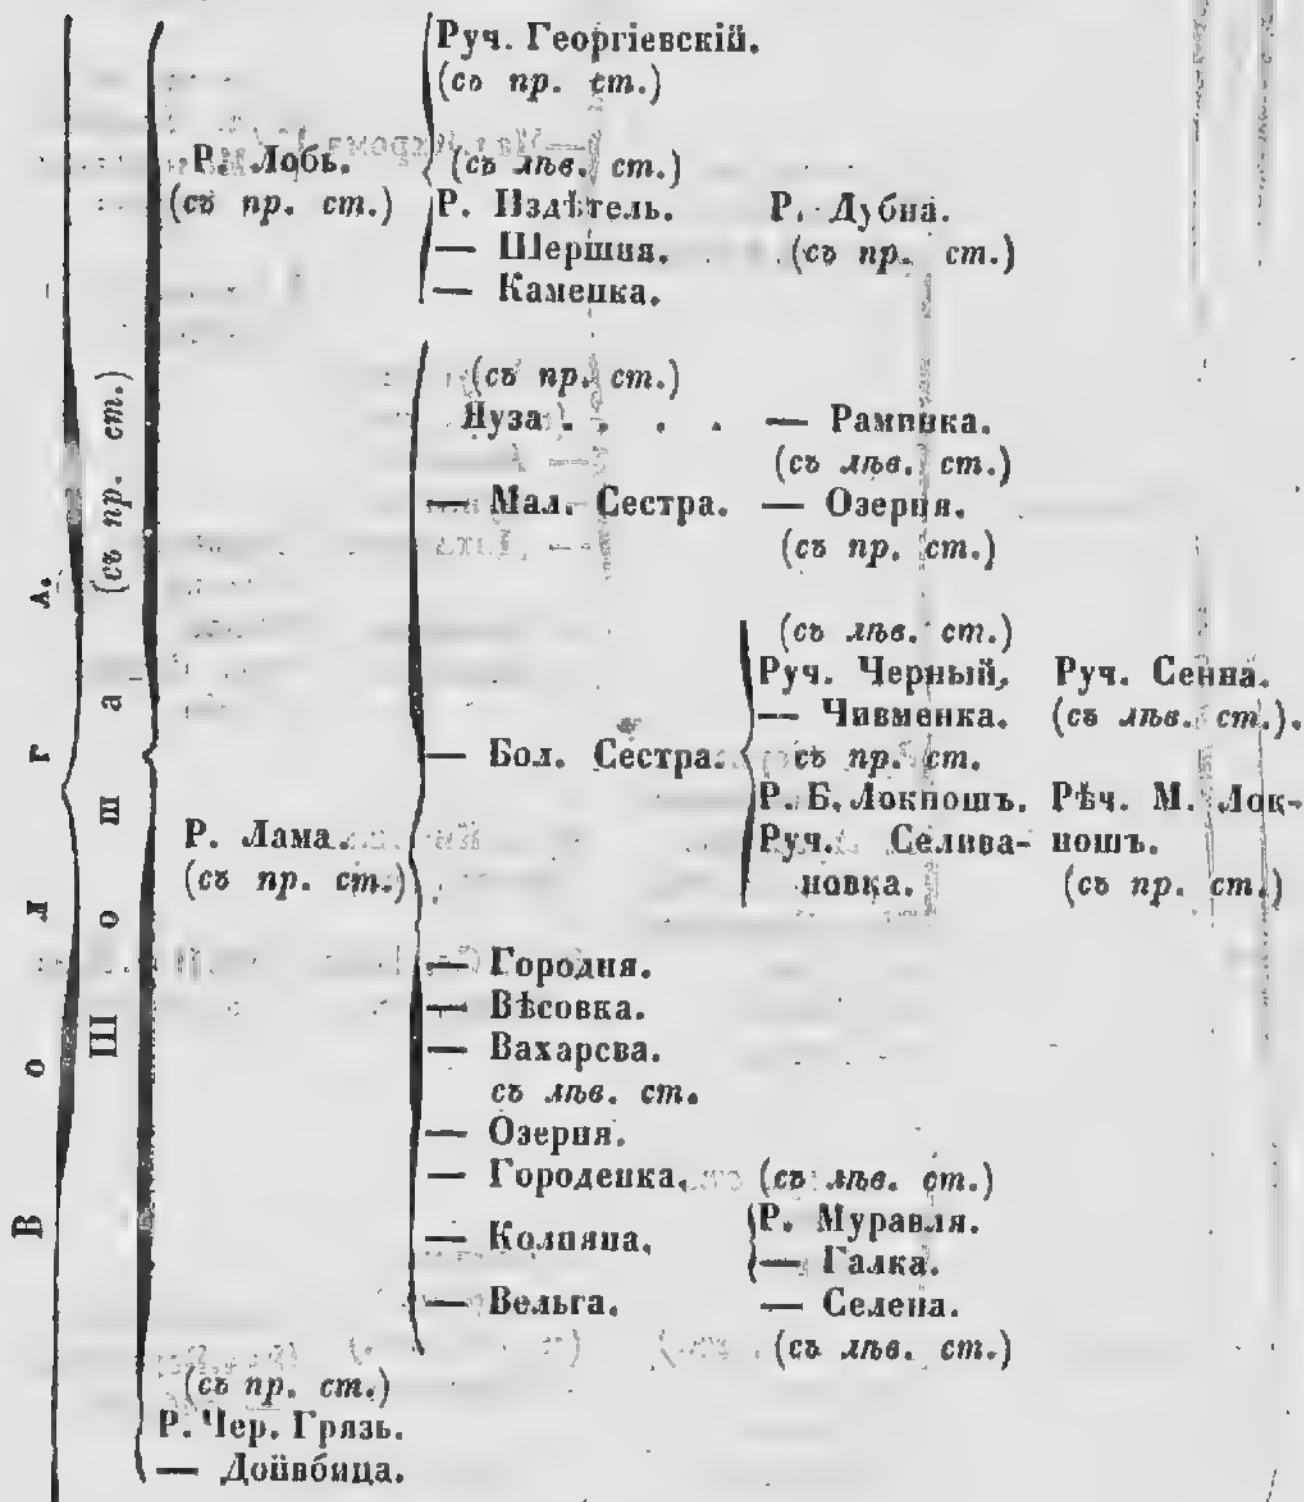 ВОЛГА.
Шоша (съ пр. ст.)
Р. Лобь.
(съ пр. ст.)
Руч. Георгіевскій.
(съ пр. ст.)
(съ лѣв. ст.)
Р. Издѣтель. Р. Дубна.
— Шершня. (съ пр. ст.)
— Каменка.
Р. Лама.
(съ пр. ст.)
(съ пр. ст.)
Яуза . . . . — Рампнка.
(съ лѣв. ст.)
— Мал. Сестра. — Озерня.
(съ пр. ст.)
— Бол. Сестра.
(съ лѣв. ст.)
Руч. Черный, Руч. Сенна.
— Чивменка. (съ лѣв. ст.).
съ пр. ст.
Р. Б. Локношъ. Рѣч. М. Лок-
Руч. Селива- ношъ.
новка. (съ пр. ст.)
— Городня.
— Вѣсовка.
— Вахарева.
съ лѣв. ст.
— Озерня.
— Городенка. (съ лѣв. ст.)
— Колпяна. Р. Муравля.
— Галка.
— Вельга. — Селена.
(съ лѣв. ст.)
(съ пр. ст.)
Р. Чер. Грязь.
— Дойвбица.